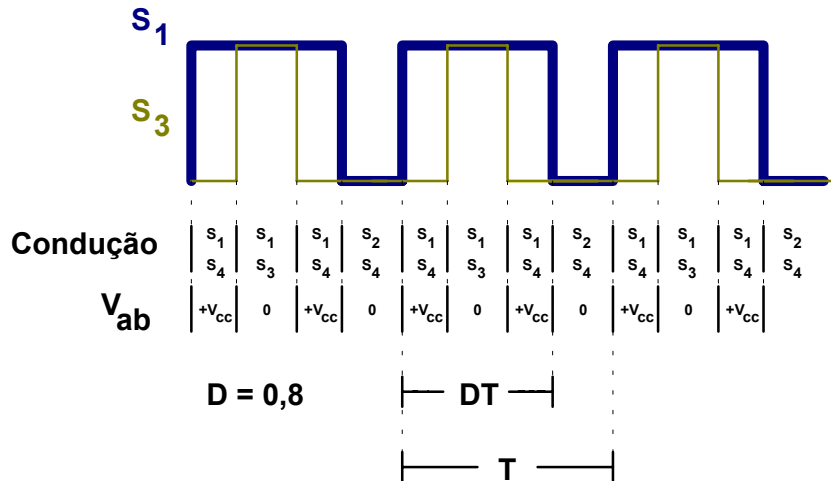 S1
S3
Condução S1 S1 S1 S2 S1 S1 S1 S2 S1 S1 S1 S2
S4 S3 S4 S4 S4 S3 S4 S4 S4 S3 S4 S4
Vab +Vcc 0 +Vcc 0 +Vcc 0 +Vcc 0 +Vcc 0 +Vcc
D = 0,8 DT
T